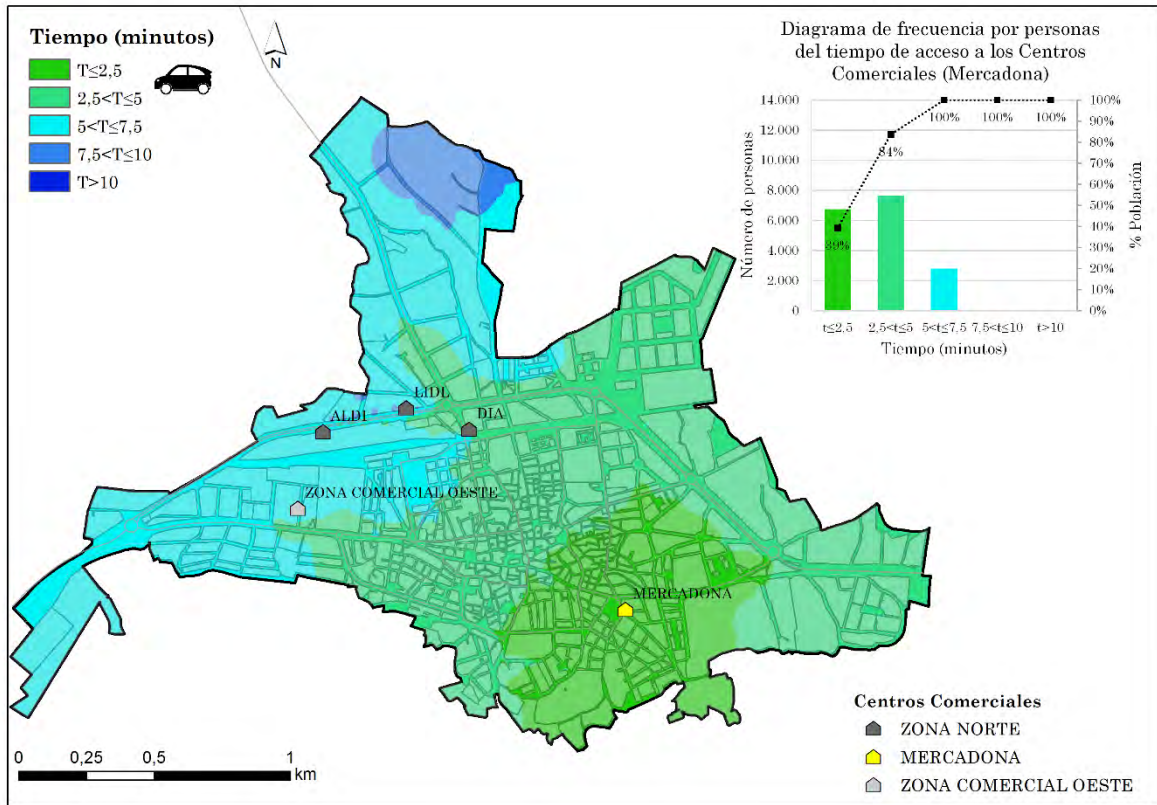 Tiempo (minutos)
T≤2,5
2,5<T≤5
5<T≤7,5
7,5<T≤10
T>10
N
Diagrama de frecuencia por personas
del tiempo de acceso a los Centros
Comerciales (Mercadona)
Número de personas
14.000
12.000
10.000
8.000
6.000
4.000
2.000
0
39%
84%
100%
100%
100%
100%
90%
80%
70%
60%
50%
40%
30%
20%
10%
0%
% Población
t≤2,5
2,5<t≤5
5<t≤7,5
7,5<t≤10
t>10
Tiempo (minutos)
LIDL
ALDI
DIA
ZONA COMERCIAL OESTE
MERCADONA
Centros Comerciales
ZONA NORTE
MERCADONA
ZONA COMERCIAL OESTE
0
0,25
0,5
1
km